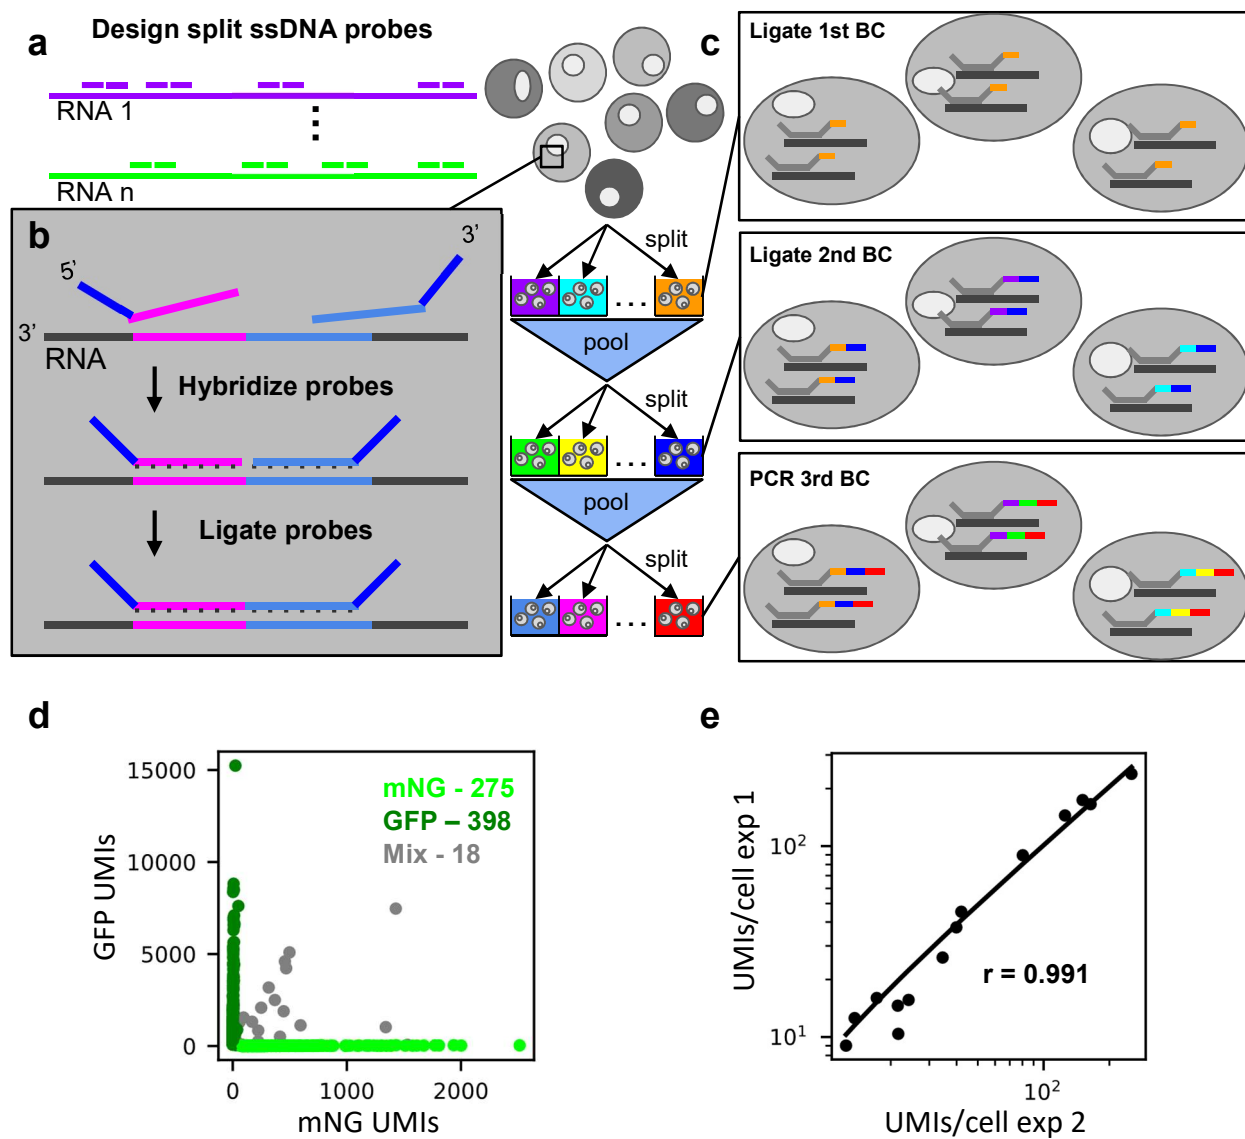 a Design split ssDNA probes
RNA 1
RNA n
b
5’
3’
3’
RNA
Hybridize probes
Ligate probes
split
. . .
pool
split
. . .
pool
split
. . .
c
Ligate 1st BC
Ligate 2nd BC
PCR 3rd BC
d
15000
10000
5000
0
GFP UMIs
mNG - 275
GFP – 398
Mix - 18
0 1000 2000
mNG UMIs
e
10²
10¹
UMIs/cell exp 1
r = 0.991
10²
UMIs/cell exp 2